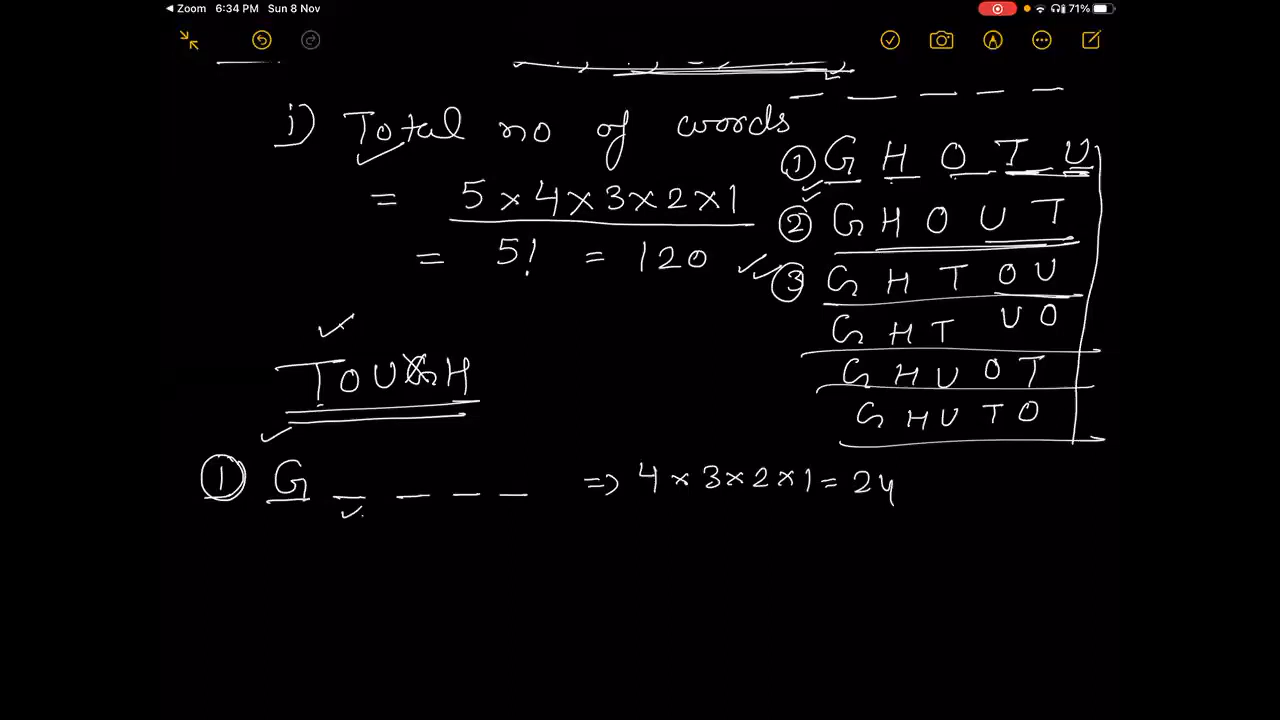 Zoom 6:34 PM Sun 8 Nov 71%
i) Total no of words
= 5 × 4 × 3 × 2 × 1
= 5! = 120
① G H O T U
② G H O U T
③ G H T O U
G H T U O
G H U O T
G H U T O
TOUGH
① G _ _ _ _ ⇒ 4 × 3 × 2 × 1 = 24